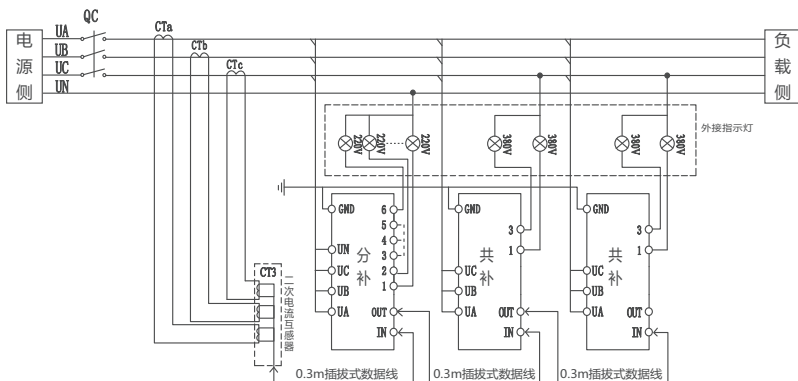 电源侧
QC
UA
UB
UC
UN
CTa
CTb
CTc
负载侧
220V
220V
220V
380V
380V
380V
380V
外接指示灯
GND
UN
UC
UB
UA
分补
6
5
4
3
2
1
OUT
IN
GND
UC
UB
UA
共补
3
1
OUT
IN
GND
UC
UB
UA
共补
3
1
OUT
IN
CT3
二次电流互感器
0.3m插拔式数据线
0.3m插拔式数据线
0.3m插拔式数据线